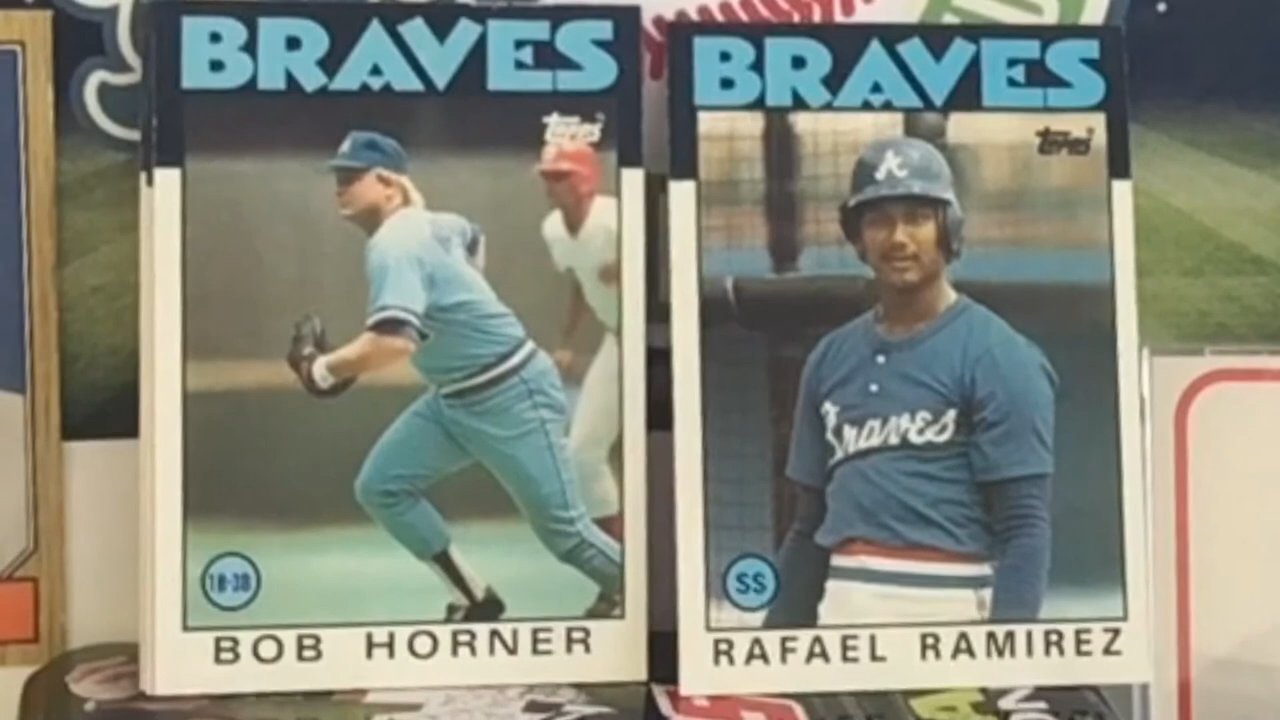 BRAVES
Topps
1B-3B
BOB HORNER
BRAVES
Topps
A
Braves
SS
RAFAEL RAMIREZ